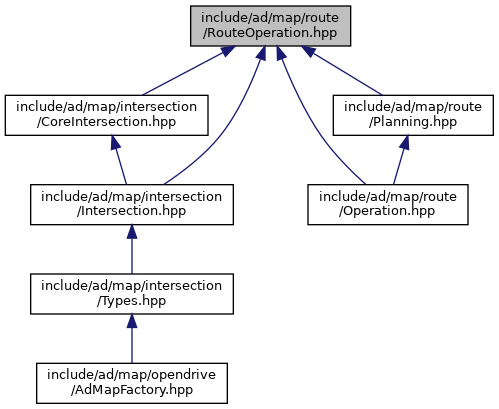 include/ad/map/route
/RouteOperation.hpp
include/ad/map/intersection
/CoreIntersection.hpp
include/ad/map/route
/Planning.hpp
include/ad/map/intersection
/Intersection.hpp
include/ad/map/route
/Operation.hpp
include/ad/map/intersection
/Types.hpp
include/ad/map/opendrive
/AdMapFactory.hpp